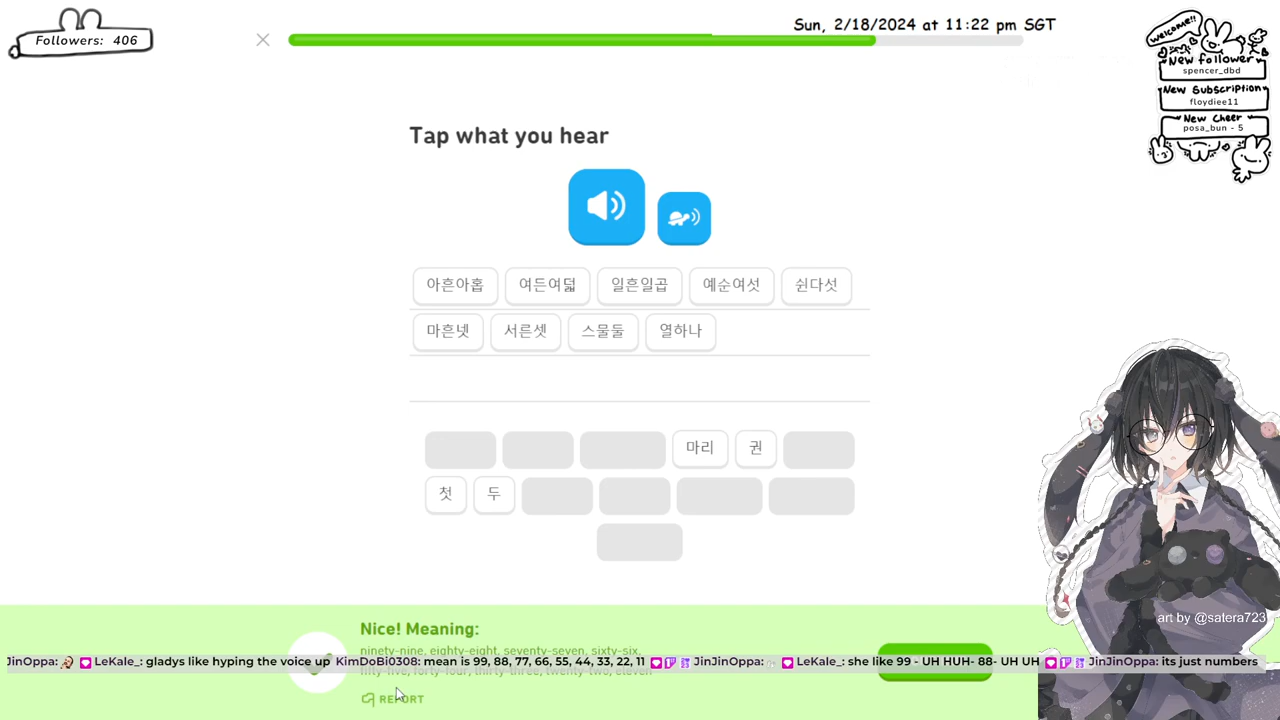 Followers: 406
Sun, 2/18/2024 at 11:22 pm SGT
welcome!!
New follower
spencer_dbd
New Subscription
floydiee11
New Cheer
posa_bun - 5
Tap what you hear
아흔아홉 여든여덟 일흔일곱 예순여섯 쉰다섯
마흔넷 서른셋 스물둘 열하나
마리 권
첫 두
art by @satera723
Nice! Meaning:
ninety-nine, eighty-eight, seventy-seven, sixty-six,
JinOppa: LeKale_: gladys like hyping the voice up KimDoBi0308: mean is 99, 88, 77, 66, 55, 44, 33, 22, 11 JinJinOppa: LeKale_: she like 99 - UH HUH- 88- UH UH JinJinOppa: its just numbers
fifty-five, forty-four, thirty-three, twenty-two, eleven
REPORT